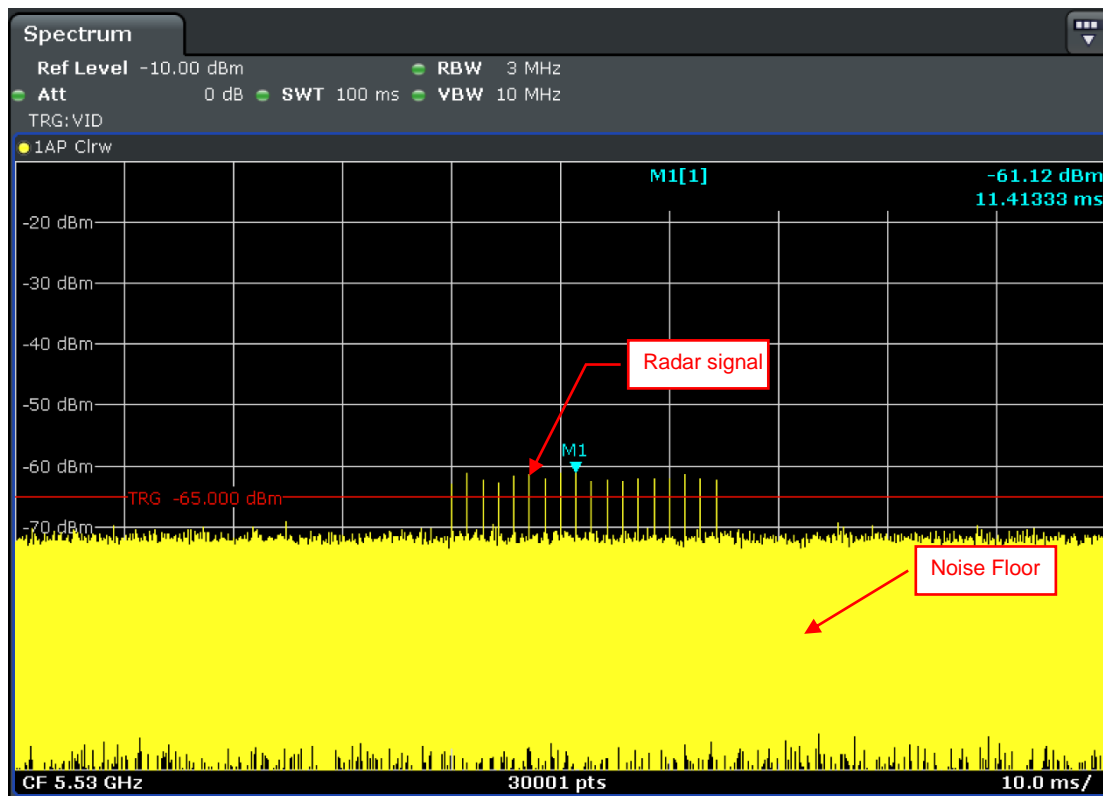 Spectrum
Ref Level -10.00 dBm RBW 3 MHz
Att 0 dB SWT 100 ms VBW 10 MHz
TRG:VID
1AP Clrw
M1[1] -61.12 dBm
11.41333 ms
-20 dBm
-30 dBm
-40 dBm
Radar signal
-50 dBm
M1
-60 dBm
TRG -65.000 dBm
-70 dBm
Noise Floor
CF 5.53 GHz 30001 pts 10.0 ms/